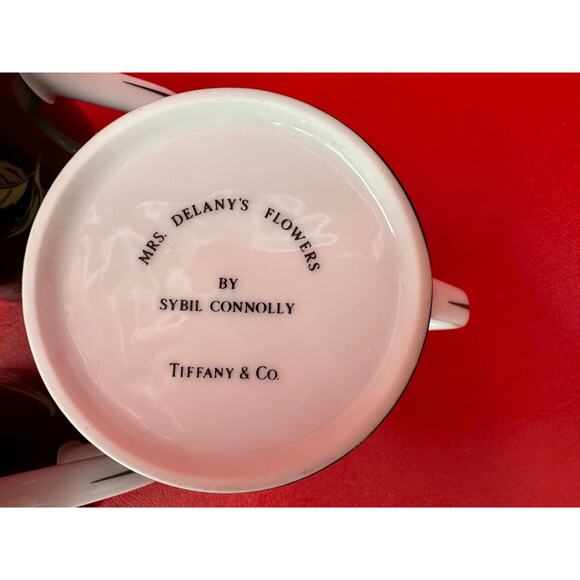 MRS. DELANY'S FLOWERS
BY
SYBIL CONNOLLY
TIFFANY & CO.